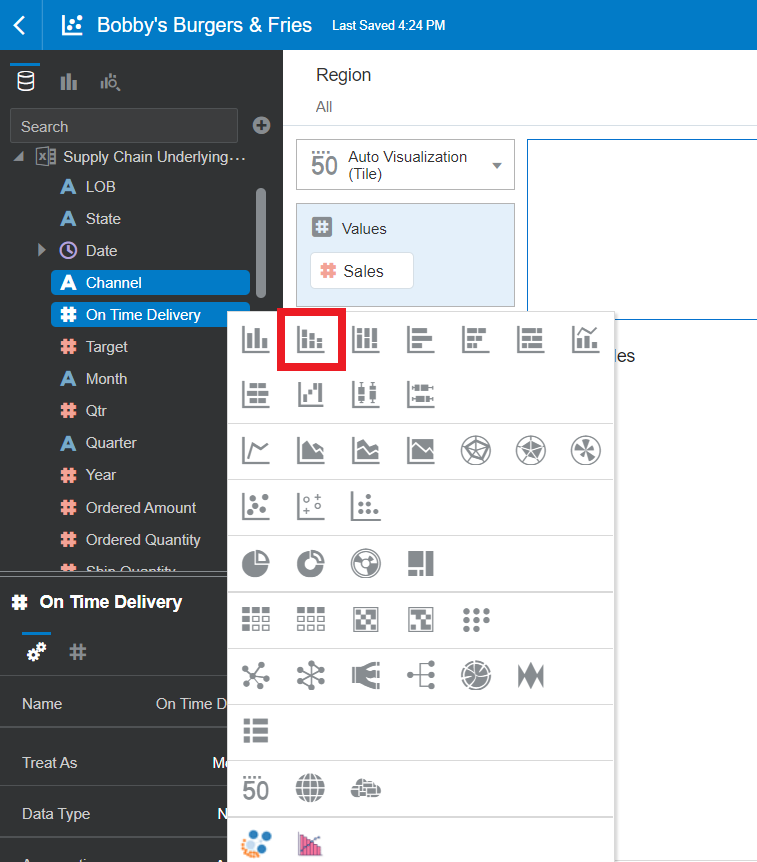 Bobby's Burgers & Fries
Last Saved 4:24 PM
Search
Supply Chain Underlying...
LOB
State
Date
Channel
On Time Delivery
Target
Month
Qtr
Quarter
Year
Ordered Amount
Ordered Quantity
Ship Quantity
On Time Delivery
Name
On Time D
Treat As
Data Type
Region
All
50
Auto Visualization
(Tile)
Values
Sales
les
50